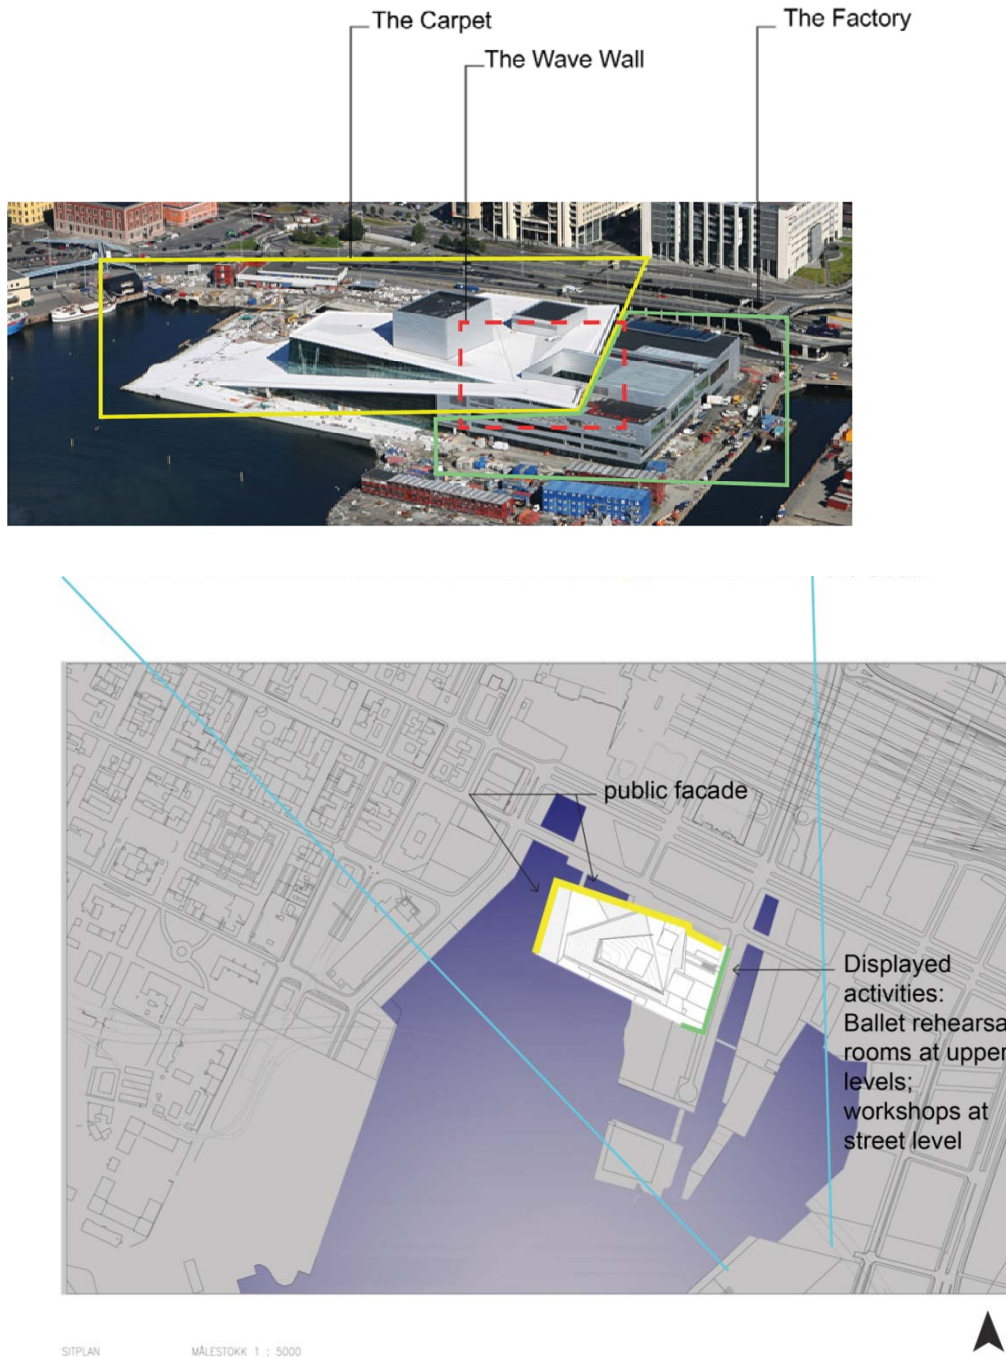 The Carpet
The Factory
The Wave Wall
public facade
Displayed
activities:
Ballet rehearsa
rooms at upper
levels;
workshops at
street level
SITPLAN MÅLESTOKK 1 : 5000